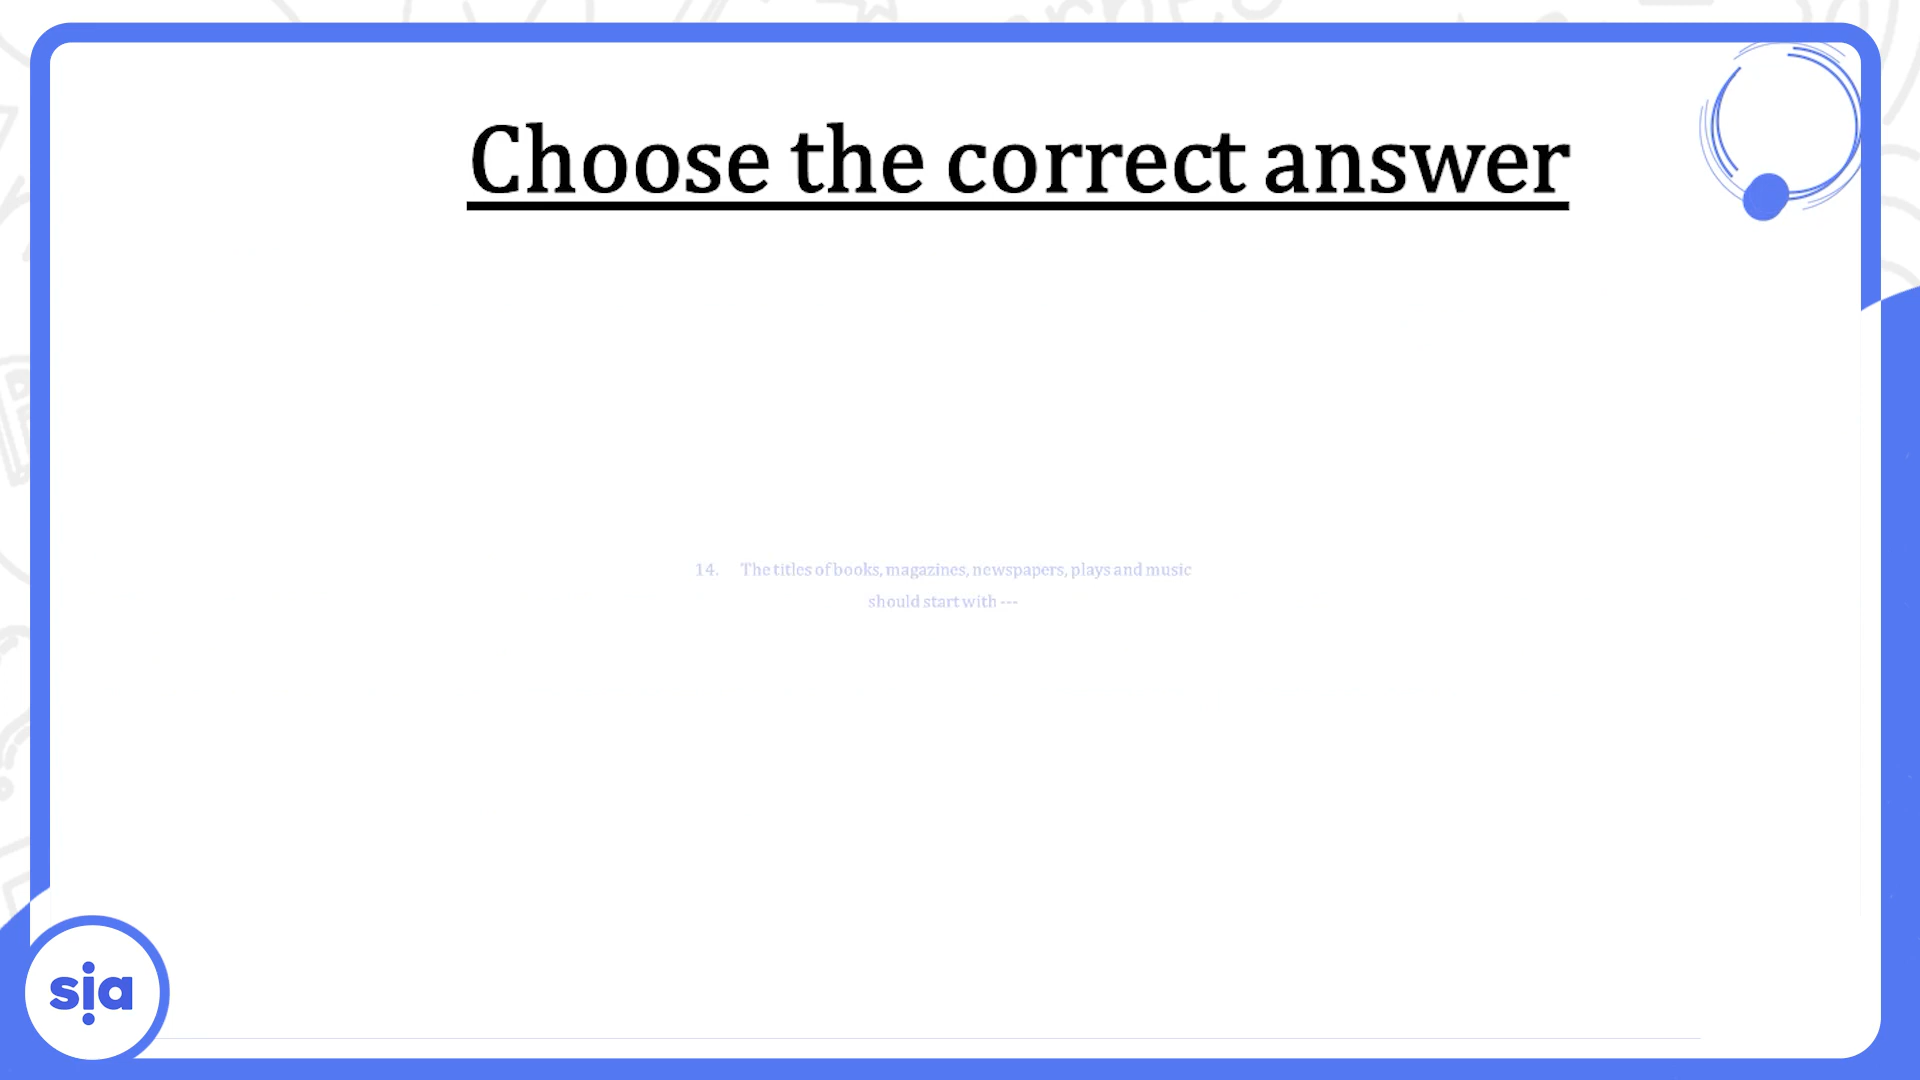 Choose the correct answer
14. The titles of books, magazines, newspapers, plays and music
should start with ---
sia